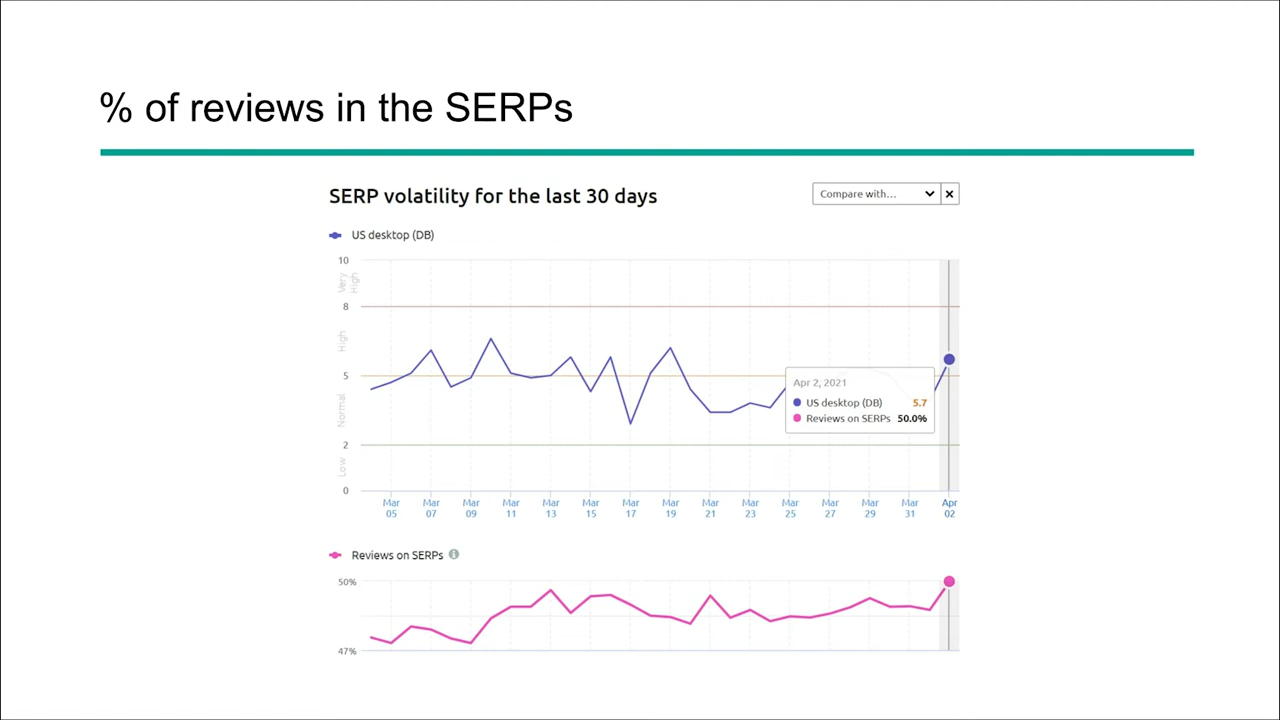 % of reviews in the SERPs
SERP volatility for the last 30 days
Compare with...
US desktop (DB)
10
Very High
8
High
5
Normal
2
Low
0
Apr 2, 2021
US desktop (DB) 5.7
Reviews on SERPs 50.0%
Mar 05 Mar 07 Mar 09 Mar 11 Mar 13 Mar 15 Mar 17 Mar 19 Mar 21 Mar 23 Mar 25 Mar 27 Mar 29 Mar 31 Apr 02
Reviews on SERPs
50%
47%